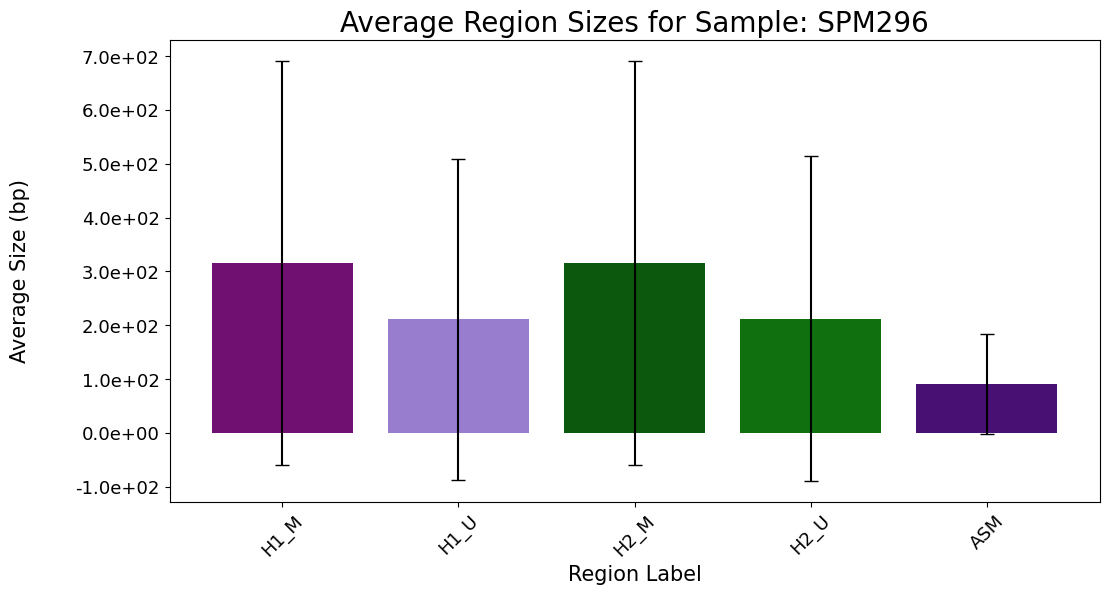 Average Region Sizes for Sample: SPM296
Average Size (bp)
7.0e+02
6.0e+02
5.0e+02
4.0e+02
3.0e+02
2.0e+02
1.0e+02
0.0e+00
-1.0e+02
H1_M
H1_U
H2_M
H2_U
ASM
Region Label